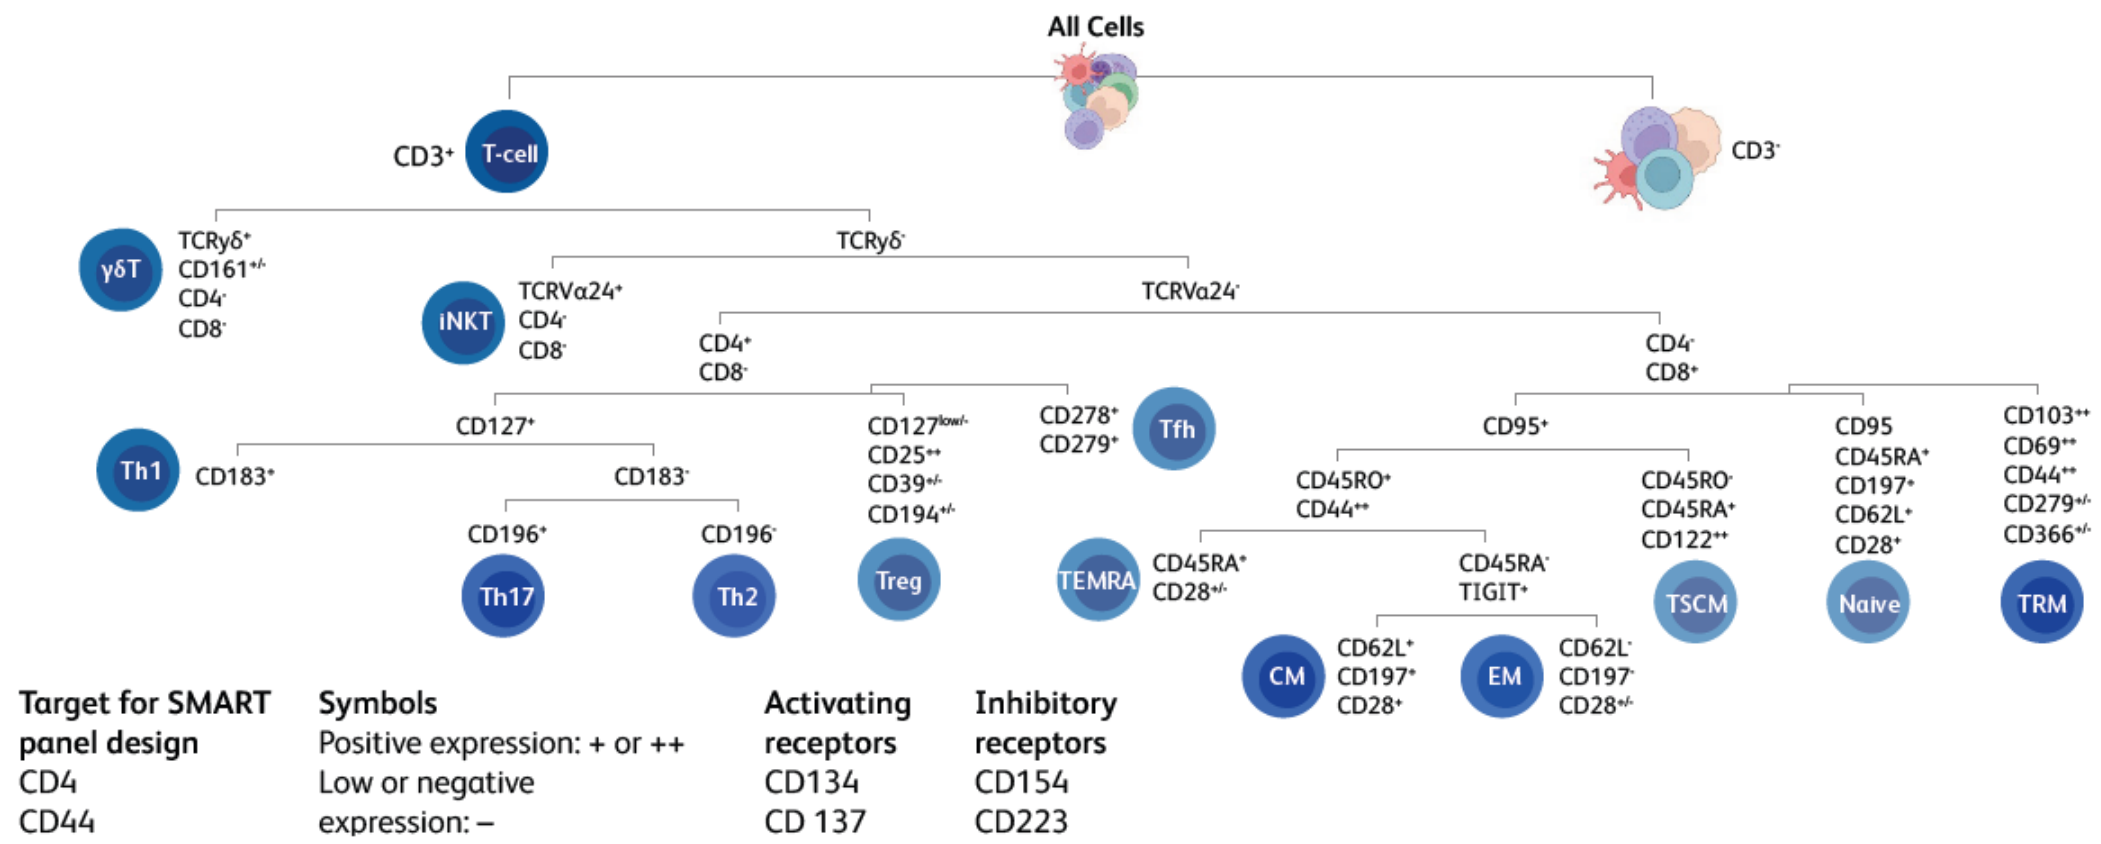 All Cells
CD3+
T-cell
CD3-
γδT
TCRyδ+
CD161+/-
CD4-
CD8-
TCRyδ-
iNKT
TCRVα24+
CD4-
CD8-
TCRVα24-
CD4+
CD8-
CD4-
CD8+
Th1
CD183+
CD127+
CD183-
CD196+
Th17
CD196-
Th2
CD127low/-
CD25++
CD39+/-
CD194+/-
Treg
CD278+
CD279+
Tfh
CD95+
CD45RO+
CD44++
TEMRA
CD45RA+
CD28+/-
CD45RA-
TIGIT+
CM
CD62L+
CD197+
CD28+
EM
CD62L-
CD197-
CD28+/-
CD45RO-
CD45RA+
CD122++
TSCM
CD95
CD45RA+
CD197+
CD62L+
CD28+
Naive
CD103++
CD69++
CD44++
CD279+/-
CD366+/-
TRM
Target for SMART
panel design
CD4
CD44
Symbols
Positive expression: + or ++
Low or negative
expression: –
Activating
receptors
CD134
CD 137
Inhibitory
receptors
CD154
CD223